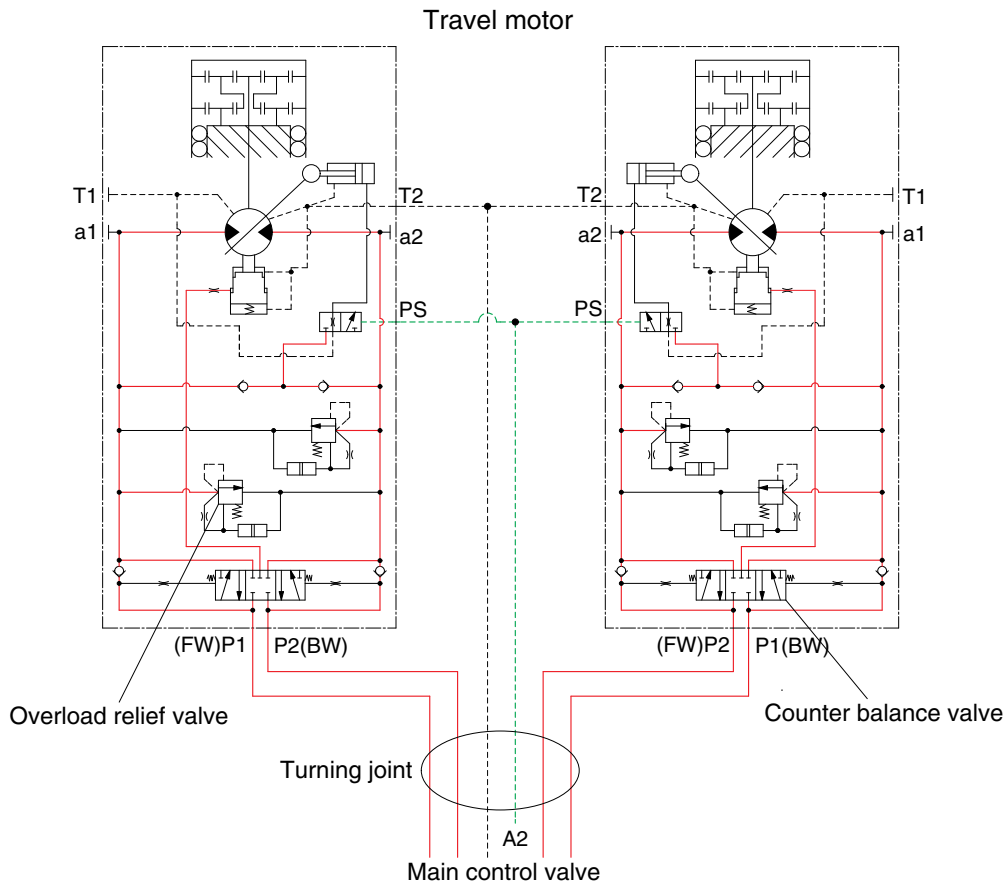 Travel motor
T1
T2
T2
T1
a1
a2
a2
a1
PS
PS
(FW)P1
P2(BW)
(FW)P2
P1(BW)
Overload relief valve
Counter balance valve
Turning joint
A2
Main control valve